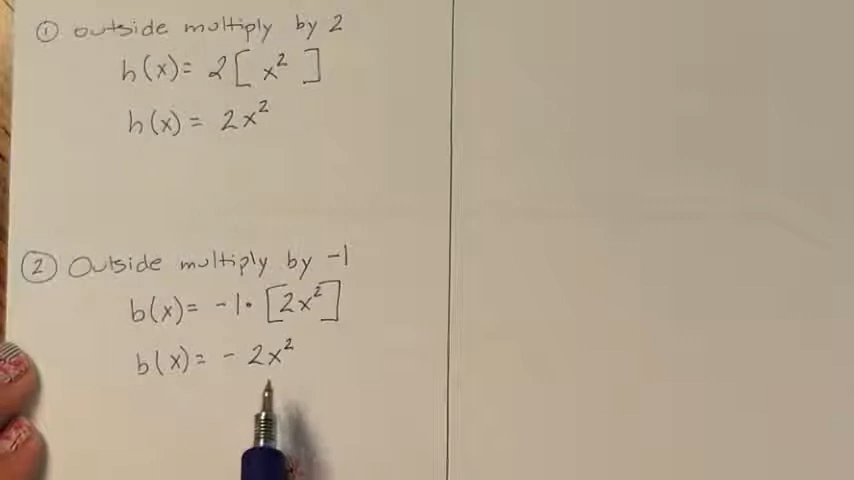 ① outside multiply by 2
h(x) = 2[ x² ]
h(x) = 2x²
② Outside multiply by -1
b(x) = -1· [2x²]
b(x) = - 2x²